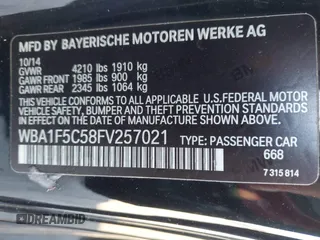 MFD BY BAYERISCHE MOTOREN WERKE AG
10/14
GVWR 4210 lbs 1910 kg
GAWR FRONT 1985 lbs 900 kg
GAWR REAR 2345 lbs 1064 kg
THIS VEHICLE CONFORMS TO ALL APPLICABLE U.S. FEDERAL MOTOR
VEHICLE SAFETY, BUMPER, AND THEFT PREVENTION STANDARDS
IN EFFECT ON THE DATE OF MANUFACTURE SHOWN ABOVE.
WBA1F5C58FV257021 TYPE: PASSENGER CAR
668
7 315 814
DREAMBID